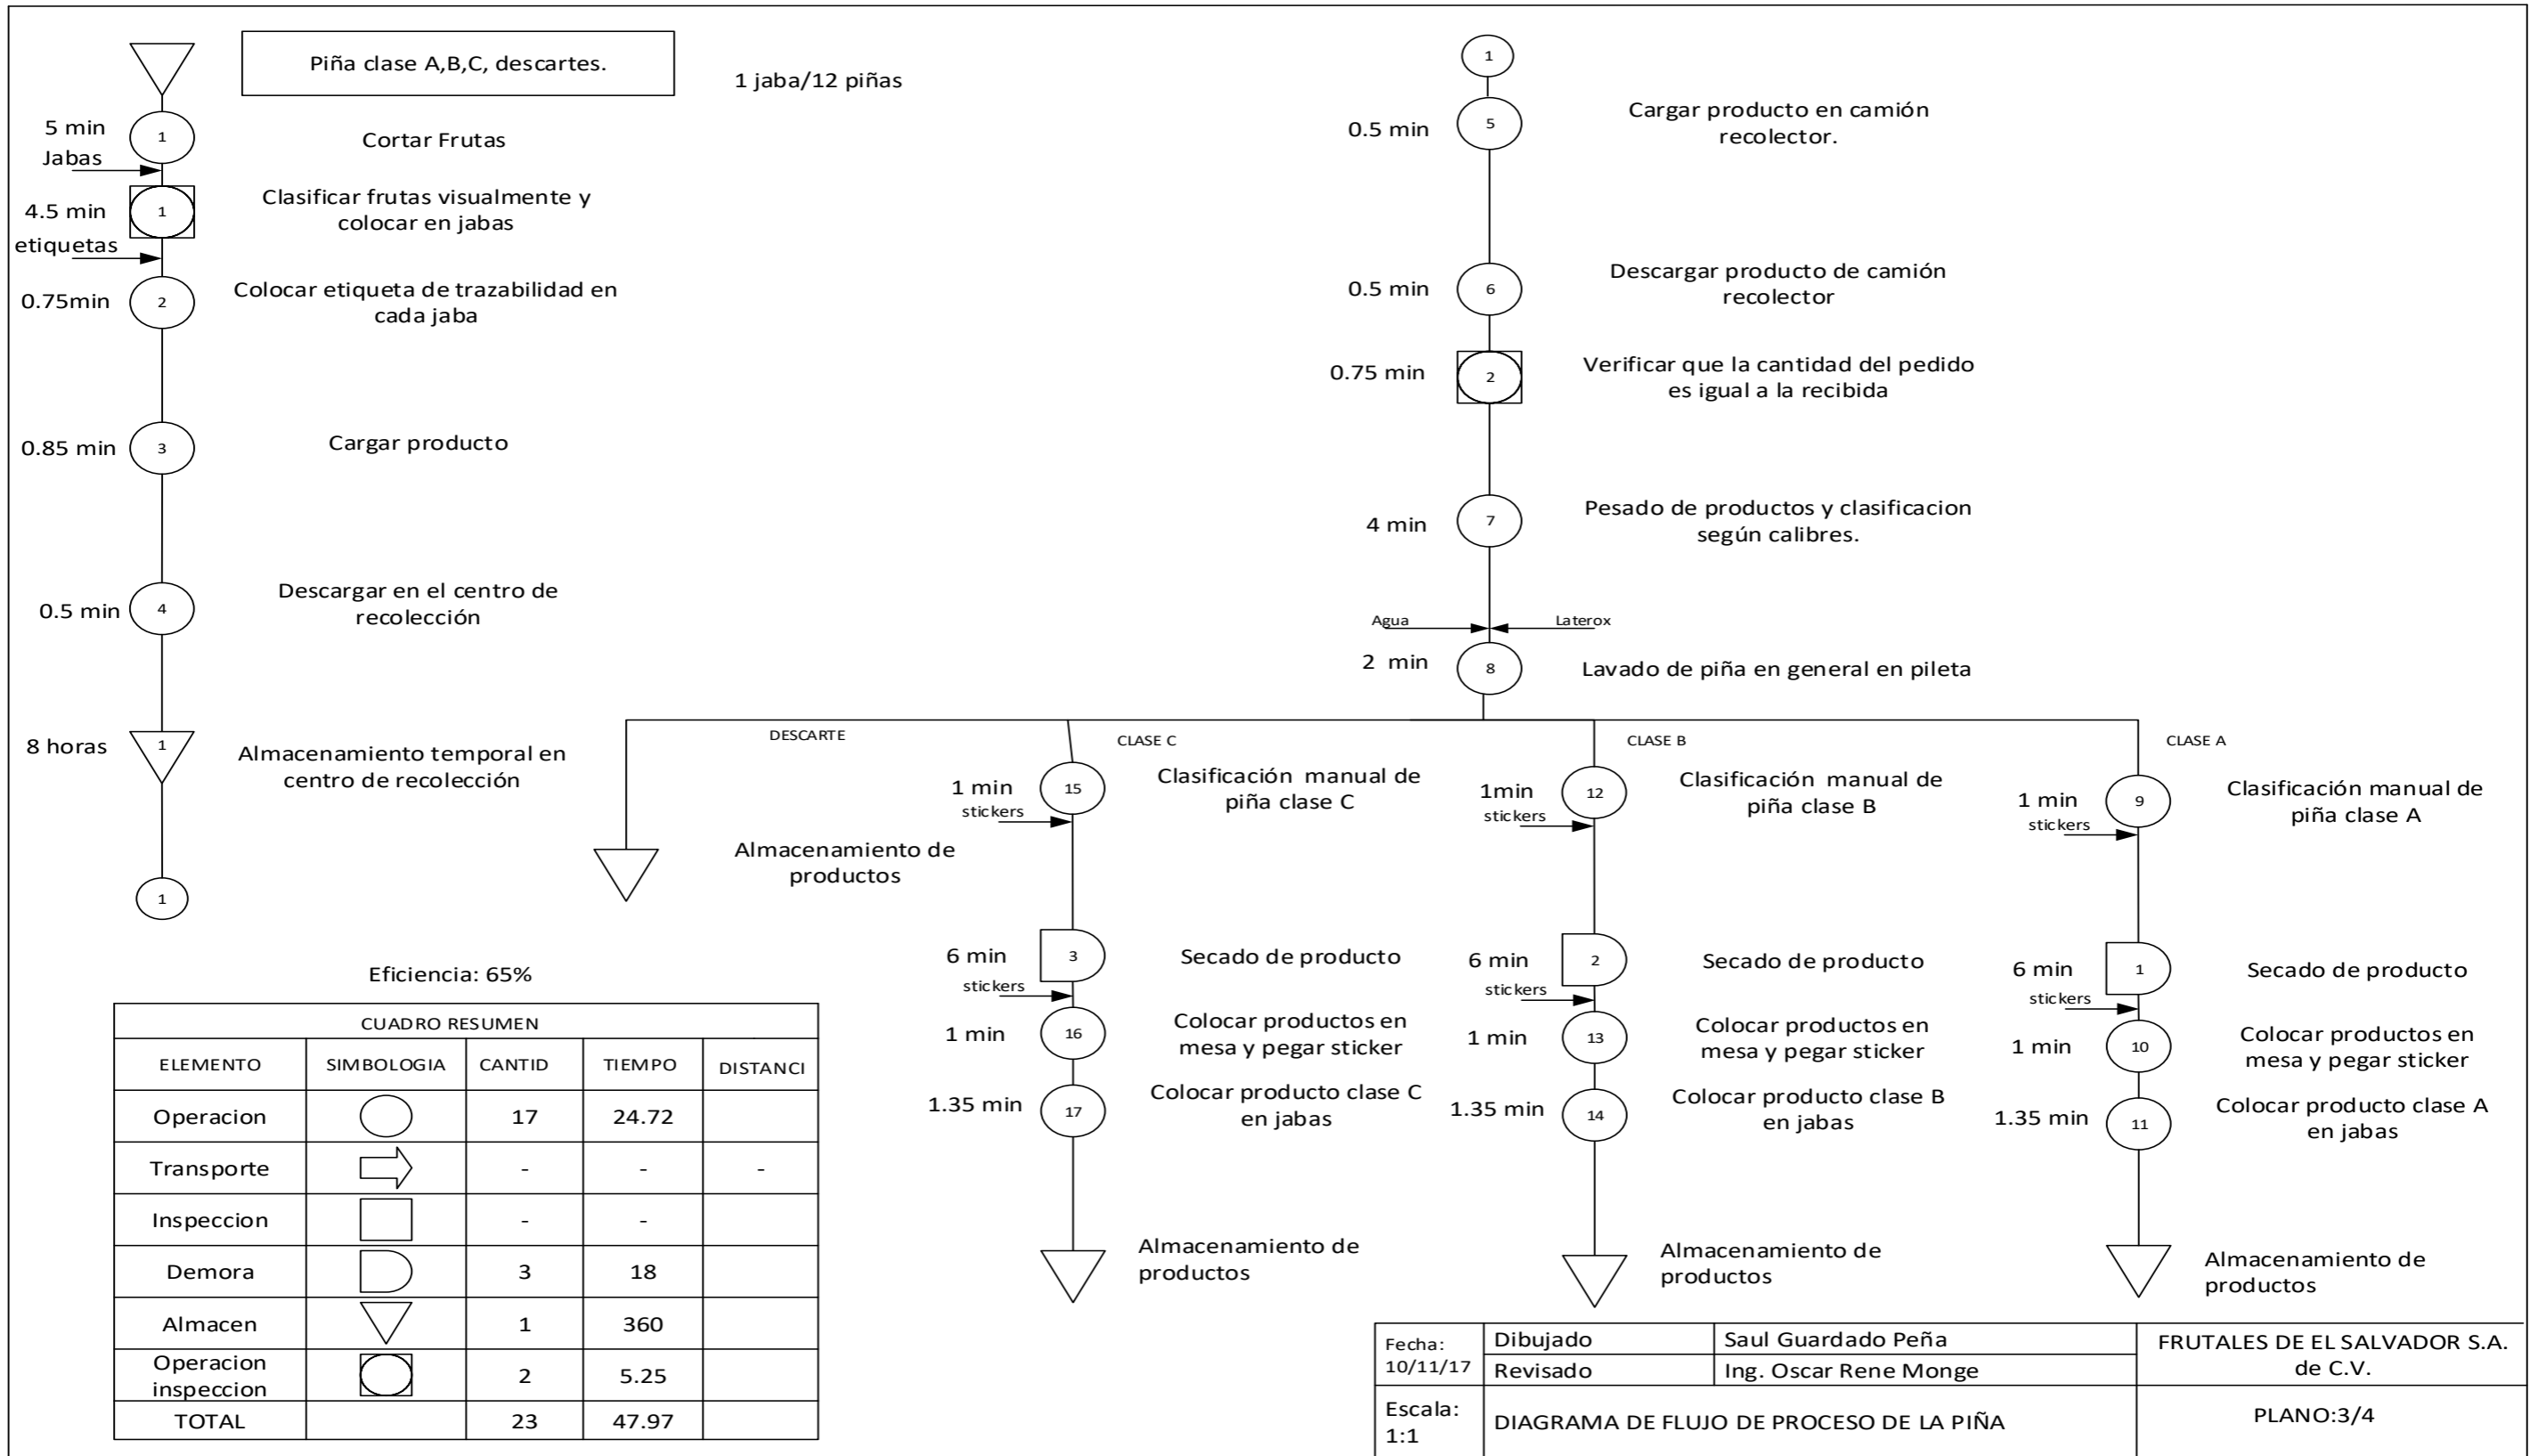 Piña clase A,B,C, descartes.
1 jaba/12 piñas
5 min
1
Cortar Frutas
Jabas
4.5 min
1
Clasificar frutas visualmente y
colocar en jabas
etiquetas
0.75min
2
Colocar etiqueta de trazabilidad en
cada jaba
0.85 min
3
Cargar producto
0.5 min
4
Descargar en el centro de
recolección
8 horas
1
Almacenamiento temporal en
centro de recolección
1
1
0.5 min
5
Cargar producto en camión
recolector.
0.5 min
6
Descargar producto de camión
recolector
0.75 min
2
Verificar que la cantidad del pedido
es igual a la recibida
4 min
7
Pesado de productos y clasificacion
según calibres.
Agua
Laterox
2 min
8
Lavado de piña en general en pileta
DESCARTE
Almacenamiento de
productos
CLASE C
1 min
15
Clasificación manual de
piña clase C
stickers
6 min
3
Secado de producto
stickers
1 min
16
Colocar productos en
mesa y pegar sticker
1.35 min
17
Colocar producto clase C
en jabas
Almacenamiento de
productos
CLASE B
1min
12
Clasificación manual de
piña clase B
stickers
6 min
2
Secado de producto
stickers
1 min
13
Colocar productos en
mesa y pegar sticker
1.35 min
14
Colocar producto clase B
en jabas
Almacenamiento de
productos
CLASE A
1 min
9
Clasificación manual de
piña clase A
stickers
6 min
1
Secado de producto
stickers
1 min
10
Colocar productos en
mesa y pegar sticker
1.35 min
11
Colocar producto clase A
en jabas
Almacenamiento de
productos
Eficiencia: 65%
CUADRO RESUMEN
ELEMENTO SIMBOLOGIA CANTID TIEMPO DISTANCI
Operacion 17 24.72
Transporte - - -
Inspeccion - -
Demora 3 18
Almacen 1 360
Operacion
inspeccion 2 5.25
TOTAL 23 47.97
Fecha:
10/11/17
Dibujado Saul Guardado Peña
Revisado Ing. Oscar Rene Monge
FRUTALES DE EL SALVADOR S.A.
de C.V.
Escala:
1:1
DIAGRAMA DE FLUJO DE PROCESO DE LA PIÑA
PLANO:3/4